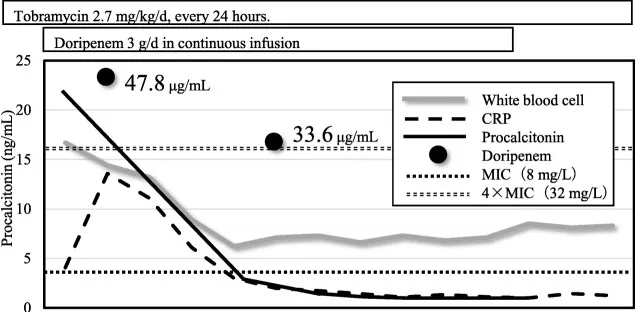 Tobramycin 2.7 mg/kg/d, every 24 hours.
Doripenem 3 g/d in continuous infusion
25
20
15
10
5
0
Procalcitonin (ng/mL)
47.8 μg/mL
33.6 μg/mL
White blood cell
CRP
Procalcitonin
Doripenem
MIC（8 mg/L）
4×MIC（32 mg/L）